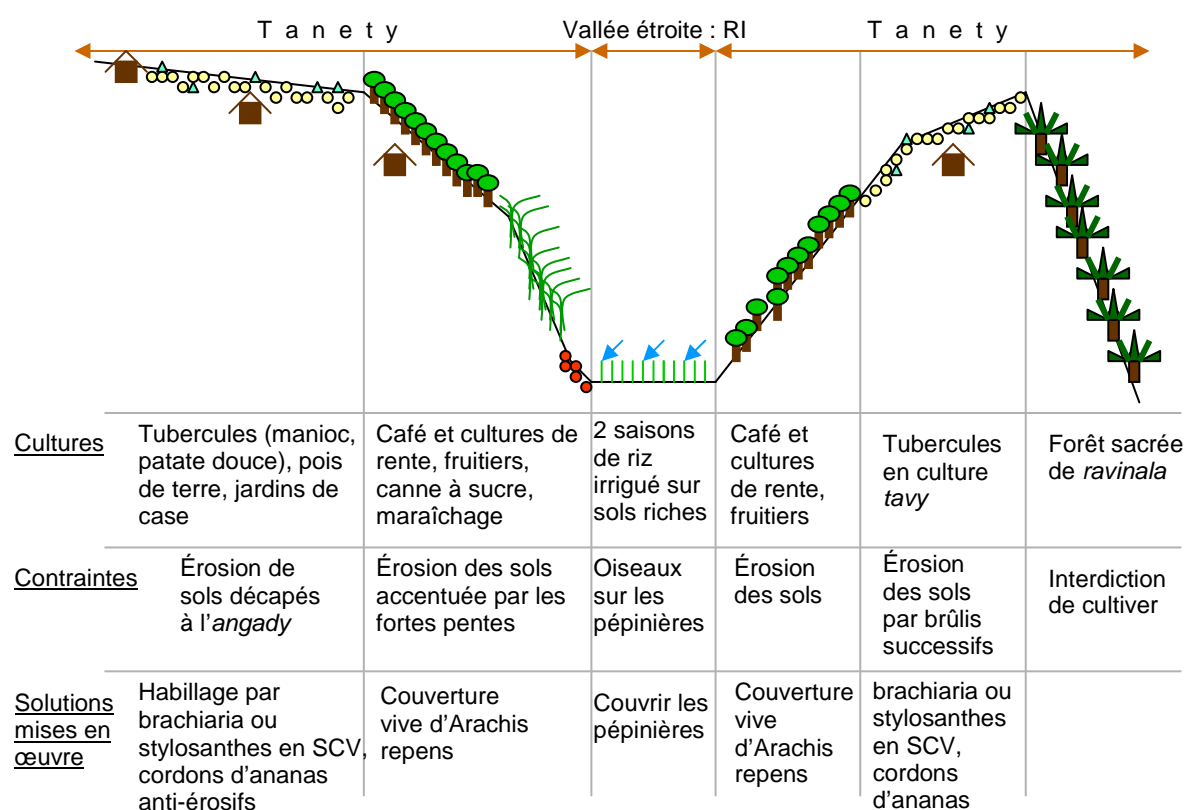 T a n e t y
Vallée étroite : RI
T a n e t y
Cultures
Tubercules (manioc,
patate douce), pois
de terre, jardins de
case
Café et cultures de
rente, fruitiers,
canne à sucre,
maraîchage
2 saisons
de riz
irrigué sur
sols riches
Café et
cultures
de rente,
fruitiers
Tubercules
en culture
tavy
Forêt sacrée
de ravinala
Contraintes
Érosion de
sols décapés
à l’angady
Érosion des sols
accentuée par les
fortes pentes
Oiseaux
sur les
pépinières
Érosion
des sols
Érosion
des sols
par brûlis
successifs
Interdiction
de cultiver
Solutions
mises en
œuvre
Habillage par
brachiaria ou
stylosanthes en SCV,
cordons d’ananas
anti-érosifs
Couverture
vive d’Arachis
repens
Couvrir les
pépinières
Couverture
vive
d’Arachis
repens
brachiaria ou
stylosanthes
en SCV,
cordons
d’ananas